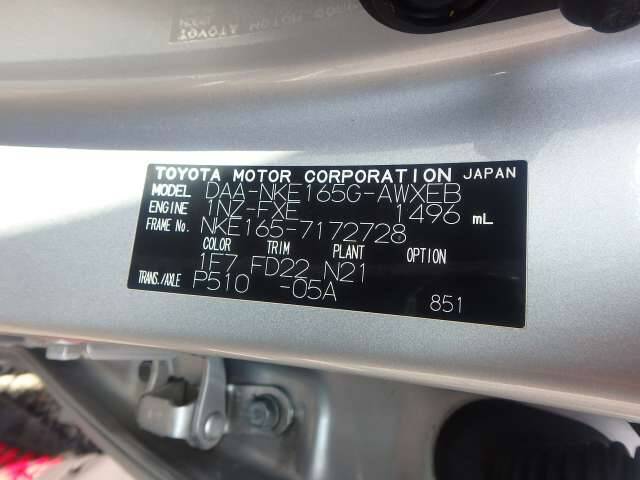 TOYOTA MOTOR CORPORATION JAPAN
MODEL DAA-NKE165G-AWXEB
ENGINE 1NZ-FXE 1496 mL
FRAME No. NKE165-7172728
COLOR TRIM PLANT OPTION
1F7 FD22 N21
TRANS./AXLE P510 -05A
851